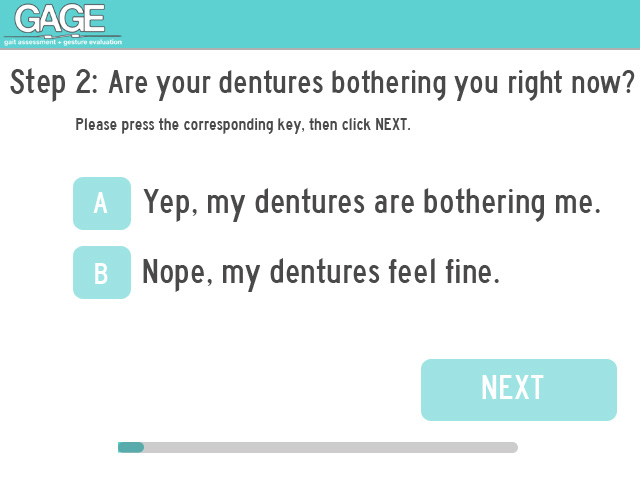 GAGE
gait assessment + gesture evaluation
Step 2: Are your dentures bothering you right now?
Please press the corresponding key, then click NEXT.
A Yep, my dentures are bothering me.
B Nope, my dentures feel fine.
NEXT